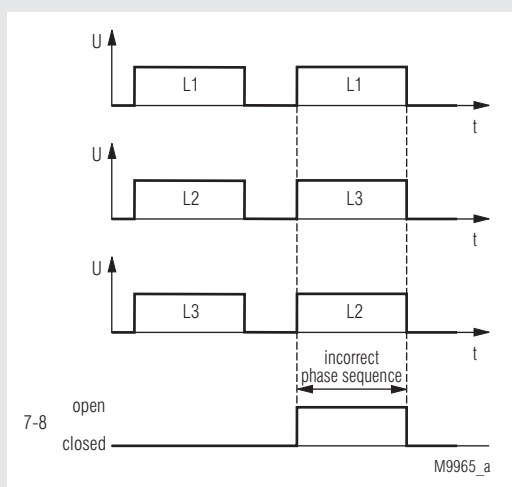 U
L1 L1
t
U
L2 L3
t
U
L3 L2
t
incorrect
phase sequence
open
7-8
closed
M9965_a